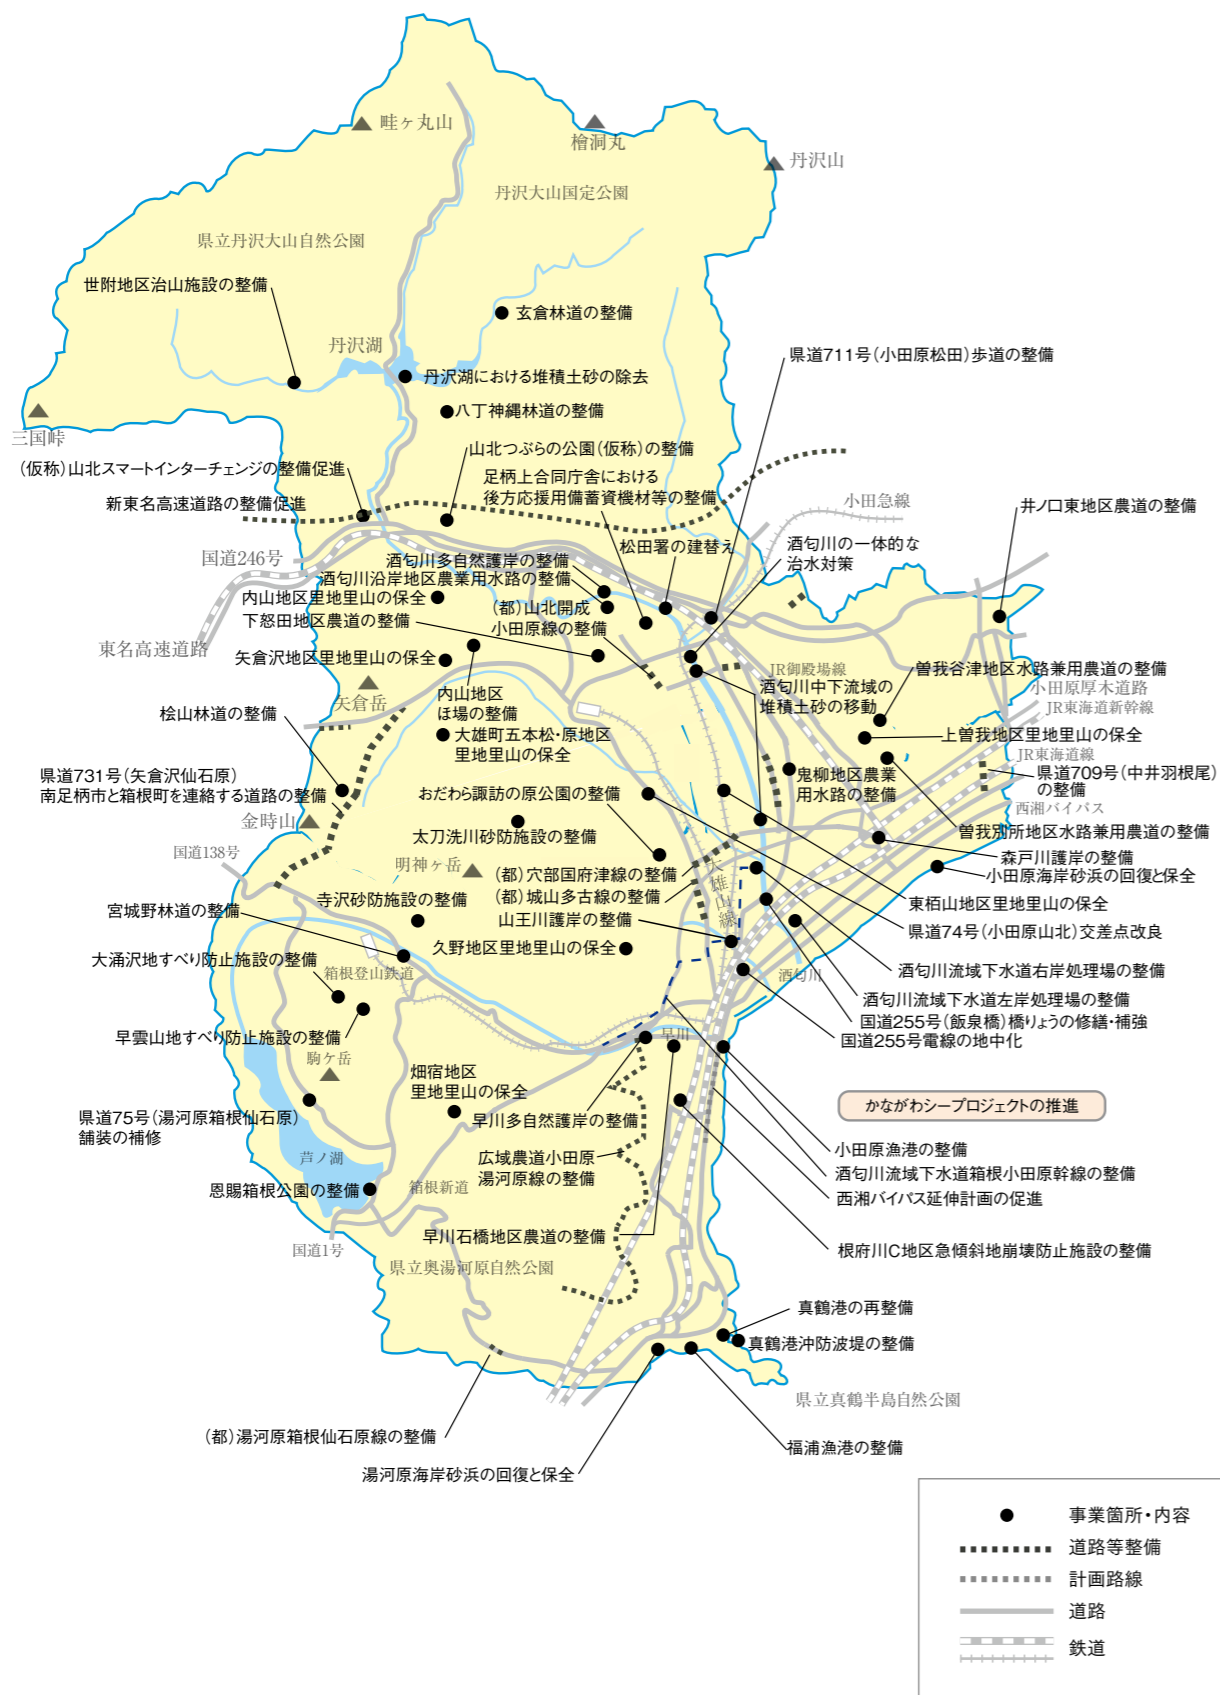 畦ヶ丸山
檜洞丸
丹沢山
丹沢大山国定公園
県立丹沢大山自然公園
世附地区治山施設の整備
玄倉林道の整備
丹沢湖
県道711号(小田原松田)歩道の整備
丹沢湖における堆積土砂の除去
八丁神縄林道の整備
三国峠
山北つぶらの公園(仮称)の整備
(仮称)山北スマートインターチェンジの整備促進
足柄上合同庁舎における
後方応援用備蓄資機材等の整備
新東名高速道路の整備促進
小田急線
井ノ口東地区農道の整備
松田署の建替え
酒匂川の一体的な
治水対策
国道246号
酒匂川多自然護岸の整備
酒匂川沿岸地区農業用水路の整備
内山地区里地里山の保全
(都)山北開成
小田原線の整備
下怒田地区農道の整備
東名高速道路
矢倉沢地区里地里山の保全
JR御殿場線
曽我谷津地区水路兼用農道の整備
酒匂川中下流域の
堆積土砂の移動
小田原厚木道路
JR東海道新幹線
矢倉岳
内山地区
ほ場の整備
桧山林道の整備
大雄町五本松・原地区
里地里山の保全
上曽我地区里地里山の保全
JR東海道線
県道731号(矢倉沢仙石原)
南足柄市と箱根町を連絡する道路の整備
鬼柳地区農業
用水路の整備
県道709号(中井羽根尾)
の整備
おだわら諏訪の原公園の整備
西湘バイパス
金時山
太刀洗川砂防施設の整備
曽我別所地区水路兼用農道の整備
国道138号
明神ヶ岳
森戸川護岸の整備
(都)穴部国府津線の整備
小田原海岸砂浜の回復と保全
(都)城山多古線の整備
大雄山線
寺沢砂防施設の整備
東栢山地区里地里山の保全
宮城野林道の整備
山王川護岸の整備
県道74号(小田原山北)交差点改良
久野地区里地里山の保全
大涌沢地すべり防止施設の整備
箱根登山鉄道
酒匂川
酒匂川流域下水道右岸処理場の整備
酒匂川流域下水道左岸処理場の整備
国道255号(飯泉橋)橋りょうの修繕・補強
早雲山地すべり防止施設の整備
早川
国道255号電線の地中化
駒ケ岳
畑宿地区
里地里山の保全
かながわシープロジェクトの推進
県道75号(湯河原箱根仙石原)
舗装の補修
早川多自然護岸の整備
小田原漁港の整備
芦ノ湖
広域農道小田原
湯河原線の整備
酒匂川流域下水道箱根小田原幹線の整備
恩賜箱根公園の整備
箱根新道
西湘バイパス延伸計画の促進
国道1号
早川石橋地区農道の整備
根府川C地区急傾斜地崩壊防止施設の整備
県立奥湯河原自然公園
真鶴港の再整備
真鶴港沖防波堤の整備
県立真鶴半島自然公園
(都)湯河原箱根仙石原線の整備
福浦漁港の整備
湯河原海岸砂浜の回復と保全
事業箇所・内容
道路等整備
計画路線
道路
鉄道